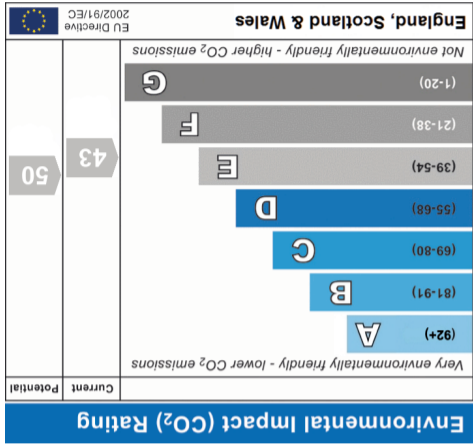 Environmental Impact (CO₂) Rating
Current Potential
Very environmentally friendly - lower CO₂ emissions
(92+) A
(81-91) B
(69-80) C
(55-68) D
(39-54) E
43 50
(21-38) F
(1-20) G
Not environmentally friendly - higher CO₂ emissions
England, Scotland & Wales
EU Directive
2002/91/EC